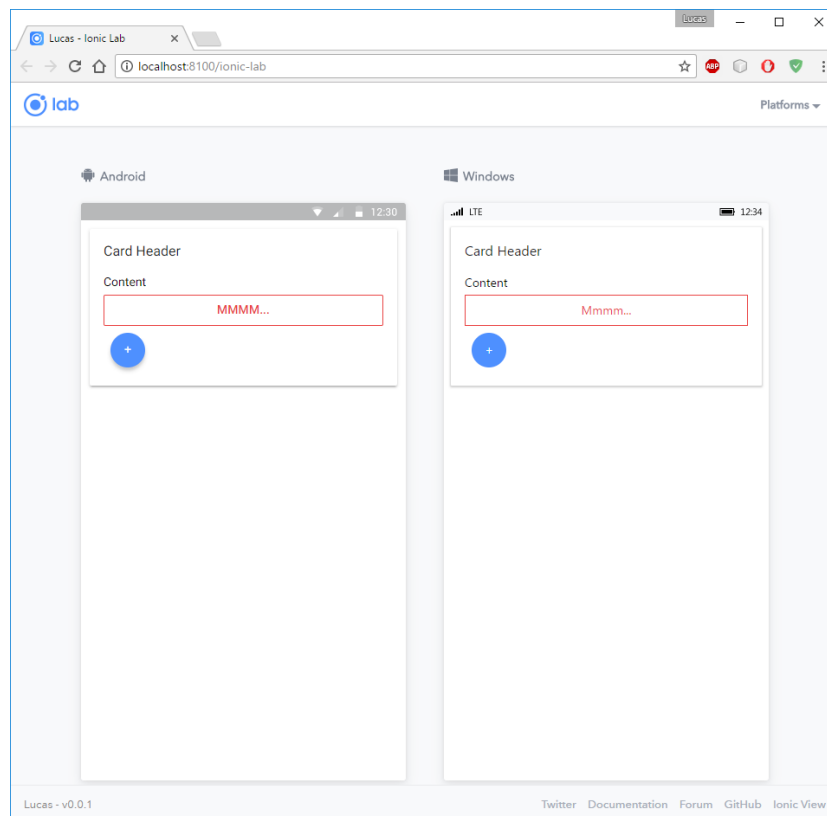 Lucas
Lucas - Ionic Lab
localhost:8100/ionic-lab
ABP
lab
Platforms
Android
Windows
12:30
LTE
12:34
Card Header
Content
MMMM...
+
Card Header
Content
Mmmm...
+
Lucas - v0.0.1
Twitter Documentation Forum GitHub Ionic View